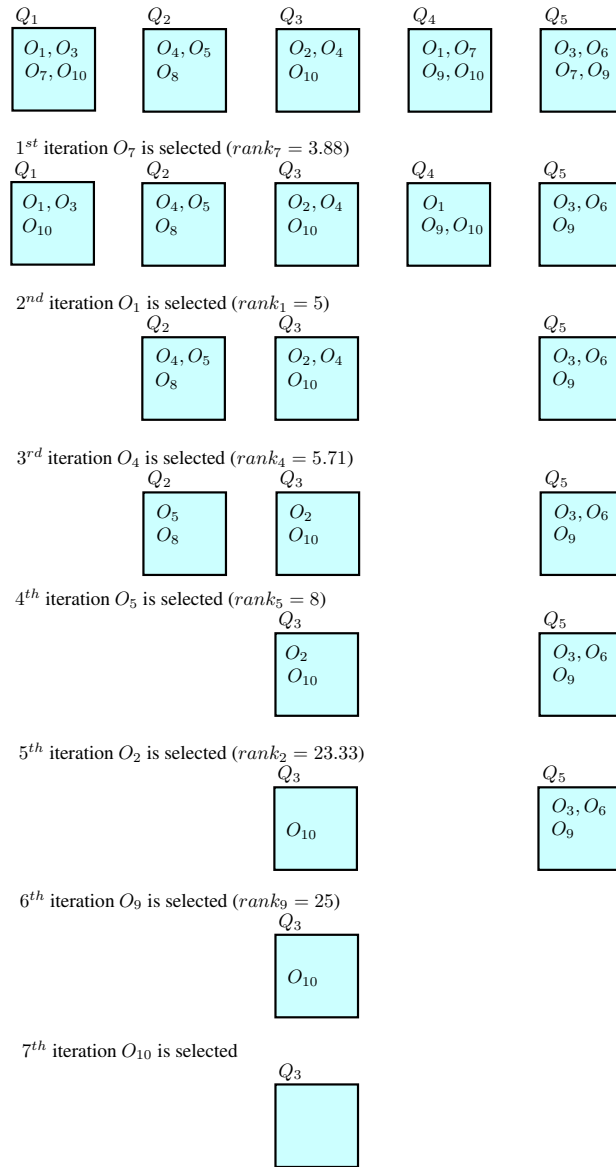 Q1 Q2 Q3 Q4 Q5
O1, O3 O4, O5 O2, O4 O1, O7 O3, O6
O7, O10 O8 O10 O9, O10 O7, O9
1st iteration O7 is selected (rank7 = 3.88)
Q1 Q2 Q3 Q4 Q5
O1, O3 O4, O5 O2, O4 O1 O3, O6
O10 O8 O10 O9, O10 O9
2nd iteration O1 is selected (rank1 = 5)
Q2 Q3 Q5
O4, O5 O2, O4 O3, O6
O8 O10 O9
3rd iteration O4 is selected (rank4 = 5.71)
Q2 Q3 Q5
O5 O2 O3, O6
O8 O10 O9
4th iteration O5 is selected (rank5 = 8)
Q3 Q5
O2 O3, O6
O10 O9
5th iteration O2 is selected (rank2 = 23.33)
Q3 Q5
O3, O6
O10 O9
6th iteration O9 is selected (rank9 = 25)
Q3
O10
7th iteration O10 is selected
Q3